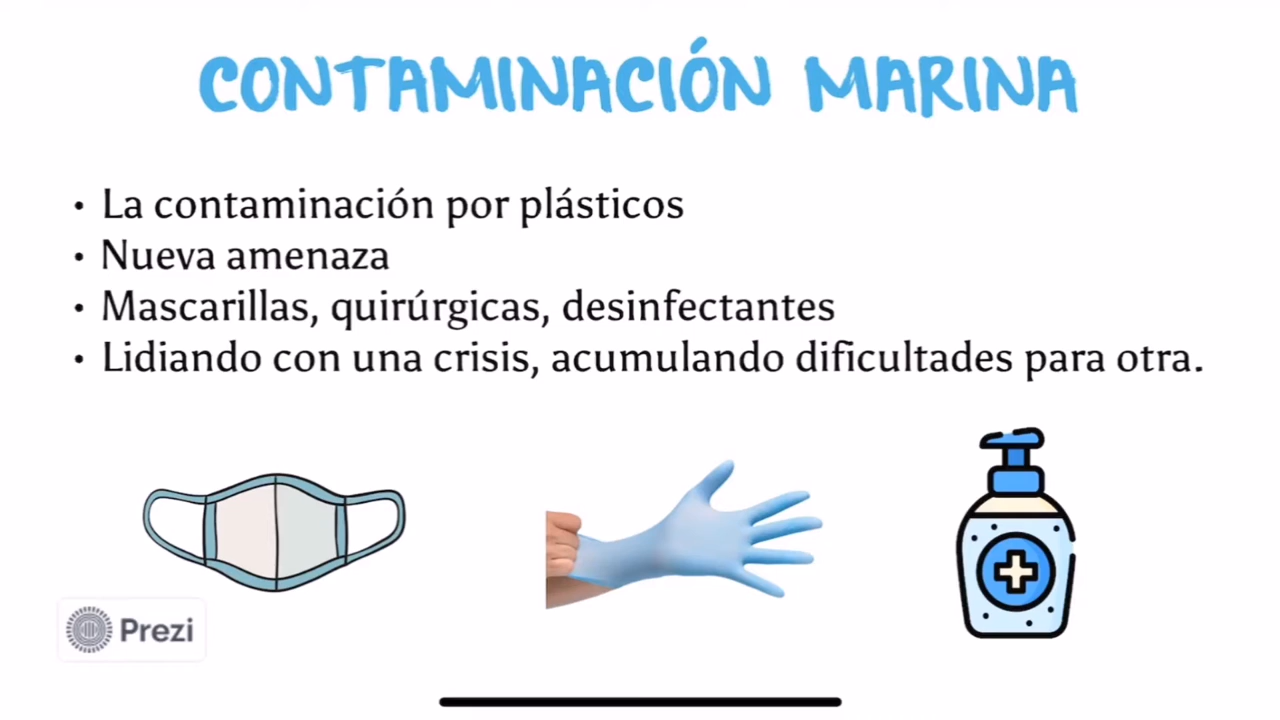 CONTAMINACIÓN MARINA
• La contaminación por plásticos
• Nueva amenaza
• Mascarillas, quirúrgicas, desinfectantes
• Lidiando con una crisis, acumulando dificultades para otra.
Prezi